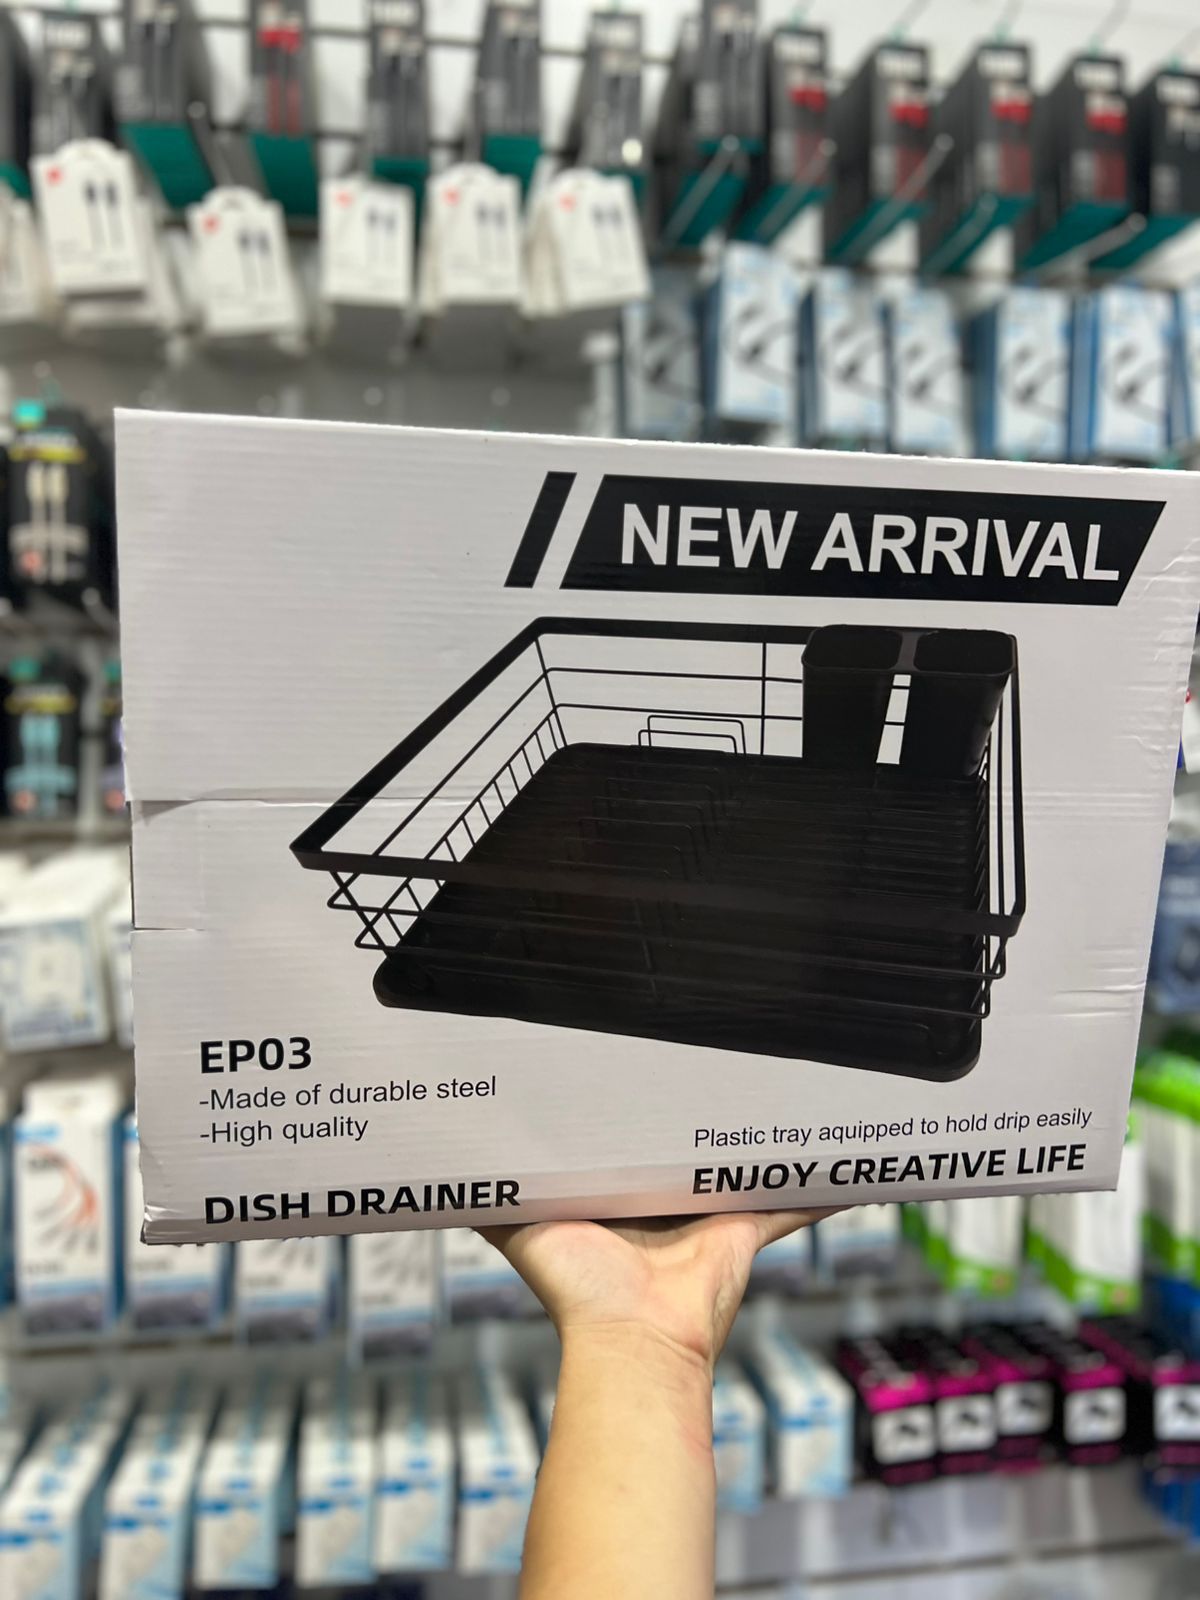 NEW ARRIVAL
EP03
-Made of durable steel
-High quality
Plastic tray aquipped to hold drip easily
DISH DRAINER
ENJOY CREATIVE LIFE